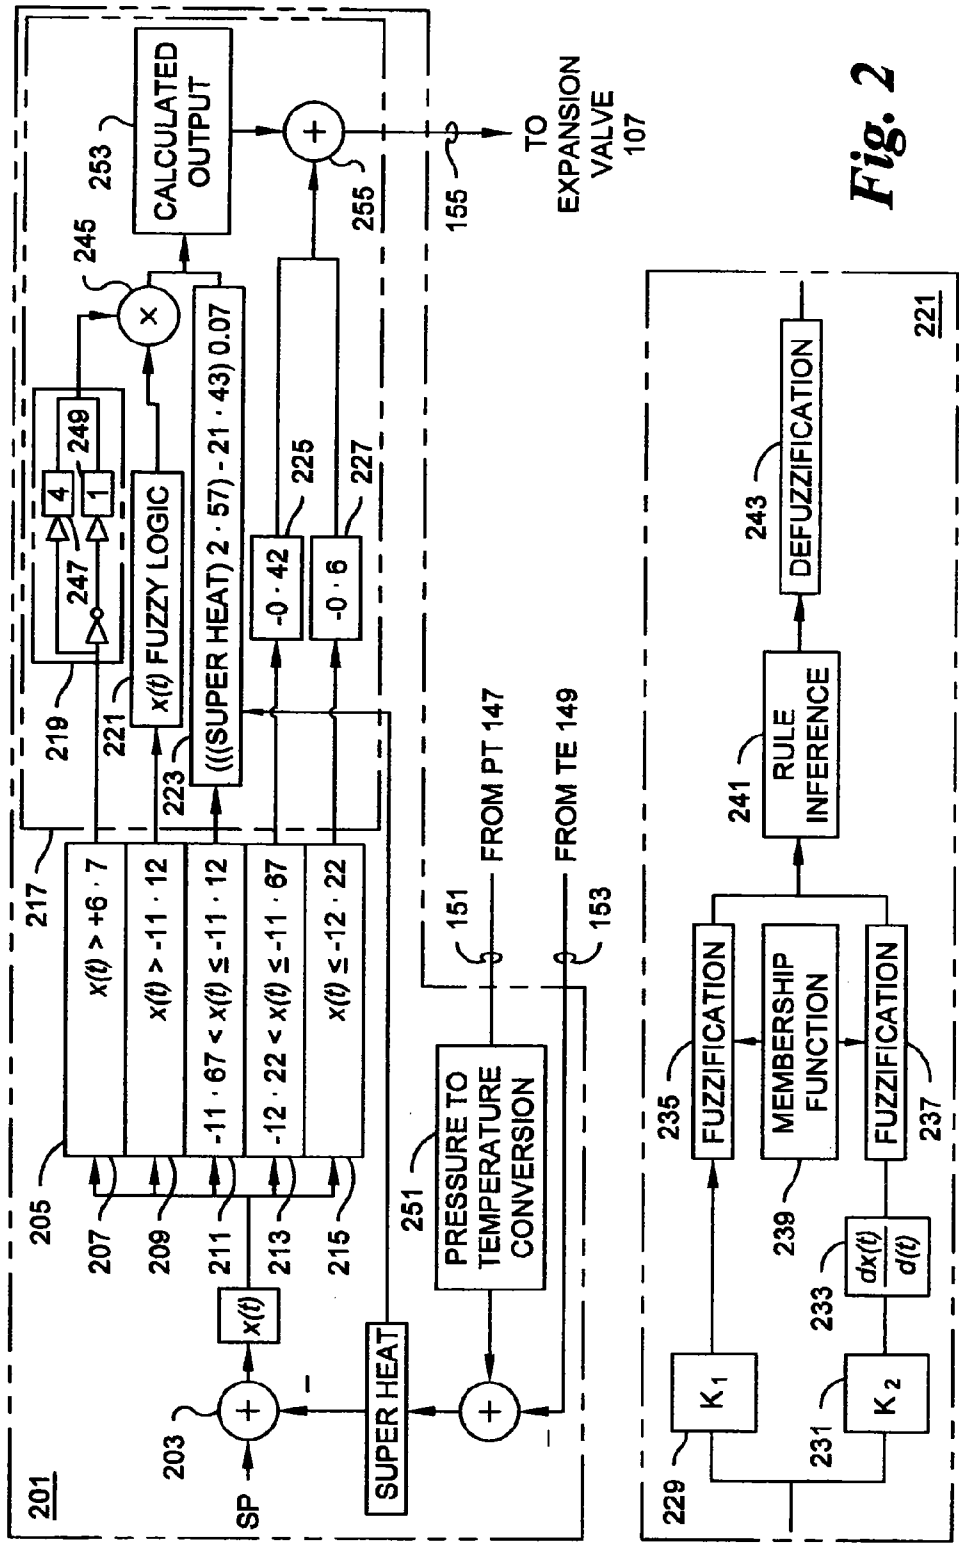 201
SP
203
x(t)
205
207
209
211
213
215
x(t) > +6 · 7
x(t) > -11 · 12
-11 · 67 < x(t) ≤ -11 · 12
-12 · 22 < x(t) ≤ -11 · 67
x(t) ≤ -12 · 22
217
219
221
223
247
4
249
1
x(t) FUZZY LOGIC
((((SUPER HEAT) 2 · 57) - 21 · 43) 0.07
-0 · 42
225
-0 · 6
227
245
×
253
CALCULATED
OUTPUT
+
255
155
TO
EXPANSION
VALVE
107
+
−
SUPER HEAT
251
PRESSURE TO
TEMPERATURE
CONVERSION
+
−
151
FROM PT 147
FROM TE 149
153
221
229
K1
231
K2
233
dx(t)
d(t)
235
FUZZIFICATION
MEMBERSHIP
FUNCTION
239
FUZZIFICATION
237
241
RULE
INFERENCE
243
DEFUZZIFICATION
Fig. 2